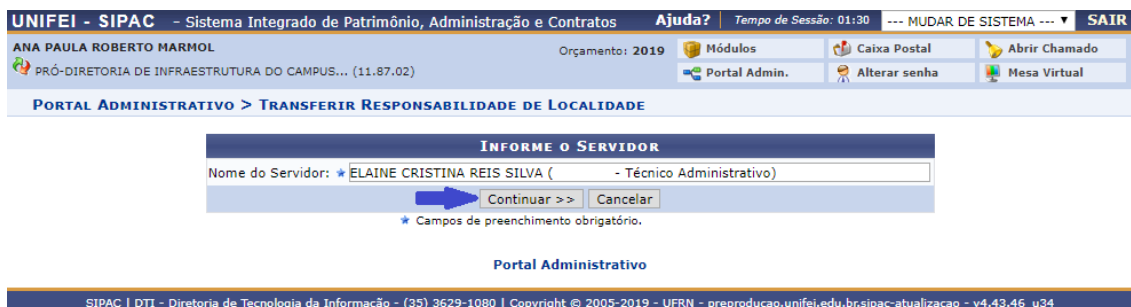 UNIFEI - SIPAC - Sistema Integrado de Patrimônio, Administração e Contratos Ajuda? Tempo de Sessão: 01:30 --- MUDAR DE SISTEMA --- SAIR
ANA PAULA ROBERTO MARMOL Orçamento: 2019 Módulos Caixa Postal Abrir Chamado
PRÓ-DIRETORIA DE INFRAESTRUTURA DO CAMPUS... (11.87.02) Portal Admin. Alterar senha Mesa Virtual
PORTAL ADMINISTRATIVO > TRANSFERIR RESPONSABILIDADE DE LOCALIDADE
INFORME O SERVIDOR
Nome do Servidor: ELAINE CRISTINA REIS SILVA ( - Técnico Administrativo)
Continuar >> Cancelar
Campos de preenchimento obrigatório.
Portal Administrativo
SIPAC | DTI - Diretoria de Tecnologia da Informação - (35) 3629-1080 | Copyright © 2005-2019 - UFRN - preproducao.unifei.edu.br.sipac-atualizacao - v4.43.46_u34